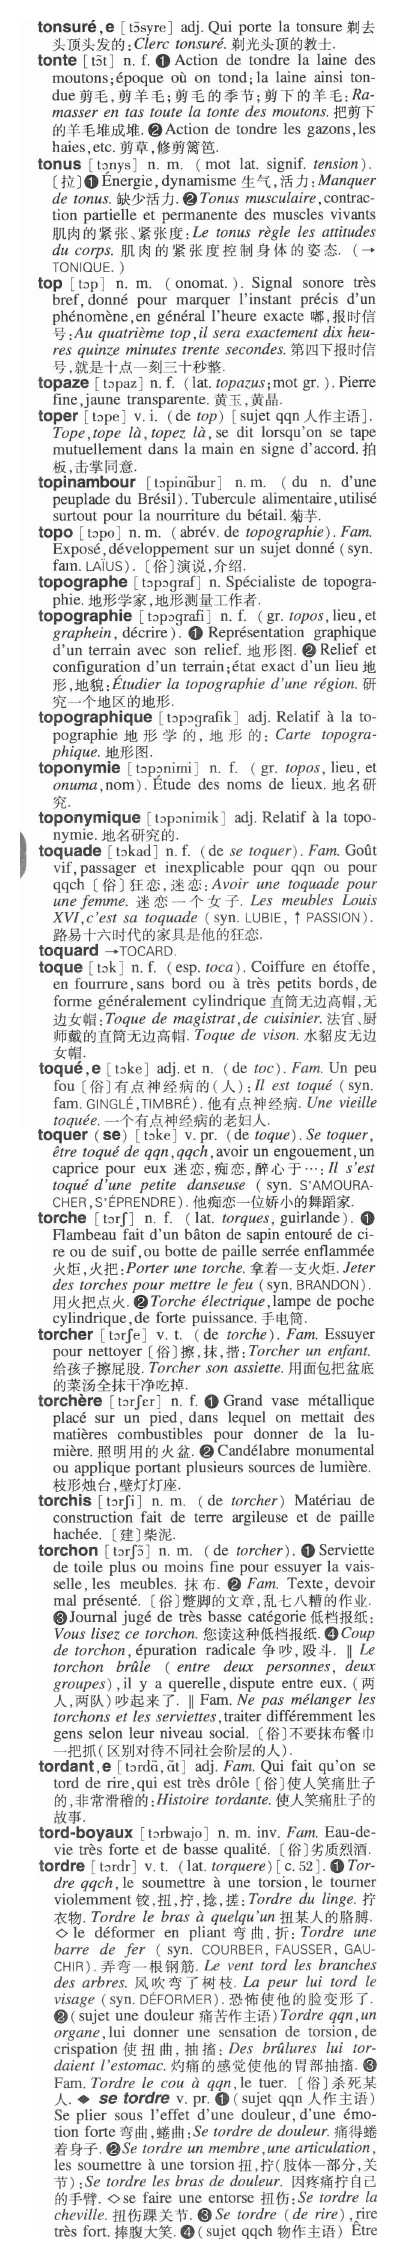 tonsuré,e [tɔ̃syre] adj. Qui porte la tonsure 剃去
头顶头发的:Clerc tonsuré. 剃光头顶的教士.
tonte [tɔ̃t] n. f. ❶ Action de tondre la laine des
moutons;époque où on tond;la laine ainsi ton-
due 剪毛,剪羊毛;剪毛的季节;剪下的羊毛:Ra-
masser en tas toute la tonte des moutons. 把剪下
的羊毛堆成堆. ❷ Action de tondre les gazons,les
haies,etc. 剪草,修剪篱笆.
tonus [tɔnys] n. m. (mot lat. signif. tension).
〔拉〕❶ Énergie,dynamisme 生气,活力:Manquer
de tonus. 缺少活力. ❷ Tonus musculaire,contrac-
tion partielle et permanente des muscles vivants
肌肉的紧张、紧张度:Le tonus règle les attitudes
du corps. 肌肉的紧张度控制身体的姿态. (→
TONIQUE. )
top [tɔp] n. m. (onomat. ). Signal sonore très
bref,donné pour marquer l'instant précis d'un
phénomène,en général l'heure exacte 嘟,报时信
号:Au quatrième top,il sera exactement dix heu-
res quinze minutes trente secondes. 第四下报时信
号,就是十点一刻三十秒整.
topaze [tɔpaz] n. f. (lat. topazus;mot gr. ). Pierre
fine,jaune transparente. 黄玉,黄晶.
toper [tɔpe] v. i. (de top) [sujet qqn 人作主语].
Tope,tope là,topez là,se dit lorsqu'on se tape
mutuellement dans la main en signe d'accord. 拍
板,击掌同意.
topinambour [tɔpinɑ̃bur] n. m. (du n. d'une
peuplade du Brésil). Tubercule alimentaire,utilisé
surtout pour la nourriture du bétail. 菊芋.
topo [tɔpo] n. m. (abrév. de topographie). Fam.
Exposé,développement sur un sujet donné (syn.
fam. LAÏUS). 〔俗〕演说,介绍.
topographe [tɔpɔgraf] n. Spécialiste de topogra-
phie. 地形学家,地形测量工作者.
topographie [tɔpɔgrafi] n. f. (gr. topos,lieu,et
graphein,décrire). ❶ Représentation graphique
d'un terrain avec son relief. 地形图. ❷ Relief et
configuration d'un terrain;état exact d'un lieu 地
形,地貌:Étudier la topographie d'une région. 研
究一个地区的地形.
topographique [tɔpɔgrafik] adj. Relatif à la to-
pographie 地形学的,地形的:Carte topogra-
phique. 地形图.
toponymie [tɔpɔnimi] n. f. (gr. topos,lieu,et
onuma,nom). Étude des noms de lieux. 地名研
究.
toponymique [tɔpɔnimik] adj. Relatif à la topo-
nymie. 地名研究的.
toquade [tɔkad] n. f. (de se toquer). Fam. Goût
vif,passager et inexplicable pour qqn ou pour
qqch〔俗〕狂恋,迷恋:Avoir une toquade pour
une femme. 迷恋一个女子. Les meubles Louis
XVI,c'est sa toquade (syn. LUBIE, ↑ PASSION).
路易十六时代的家具是他的狂恋.
toquard →TOCARD.
toque [tɔk] n. f. (esp. toca). Coiffure en étoffe,
en fourrure,sans bord ou à très petits bords,de
forme généralement cylindrique 直筒无边高帽,无
边女帽:Toque de magistrat,de cuisinier. 法官、厨
师戴的直筒无边高帽. Toque de vison. 水貂皮无边
女帽.
toqué,e [tɔke] adj. et n. (de toc). Fam. Un peu
fou〔俗〕有点神经病的(人):Il est toqué (syn.
fam. GINGLÉ,TIMBRÉ). 他有点神经病. Une vieille
toquée. 一个有点神经病的老妇人.
toquer (se) [tɔke] v. pr. (de toque). Se toquer,
être toqué de qqn,qqch,avoir un engouement,un
caprice pour eux 迷恋,痴恋,醉心于…:Il s'est
toqué d'une petite danseuse (syn. S'AMOURA-
CHER,S'ÉPRENDRE). 他痴恋一位娇小的舞蹈家.
torche [tɔrʃ] n. f. (lat. torques, guirlande). ❶
Flambeau fait d'un bâton de sapin entouré de ci-
re ou de suif,ou botte de paille serrée enflammée
火炬,火把:Porter une torche. 拿着一支火炬. Jeter
des torches pour mettre le feu (syn. BRANDON).
用火把点火. ❷ Torche électrique,lampe de poche
cylindrique,de forte puissance. 手电筒.
torcher [tɔrʃe] v. t. (de torche). Fam. Essuyer
pour nettoyer〔俗〕擦,抹,揩:Torcher un enfant.
给孩子擦屁股. Torcher son assiette. 用面包把盆底
的菜汤全抹干净吃掉.
torchère [tɔrʃɛr] n. f. ❶ Grand vase métallique
placé sur un pied, dans lequel on mettait des
matières combustibles pour donner de la lu-
mière. 照明用的火盆. ❷ Candélabre monumental
ou applique portant plusieurs sources de lumière.
枝形烛台,壁灯灯座.
torchis [tɔrʃi] n. m. (de torcher) Matériau de
construction fait de terre argileuse et de paille
hachée. 〔建〕柴泥.
torchon [tɔrʃɔ̃] n. m. (de torcher). ❶ Serviette
de toile plus ou moins fine pour essuyer la vais-
selle,les meubles. 抹布. ❷ Fam. Texte, devoir
mal présenté. 〔俗〕蹩脚的文章,乱七八糟的作业.
❸ Journal jugé de très basse catégorie 低档报纸:
Vous lisez ce torchon. 您读这种低档报纸. ❹ Coup
de torchon,épuration radicale 争吵,殴斗. ‖ Le
torchon brûle (entre deux personnes, deux
groupes),il y a querelle,dispute entre eux. (两
人,两队)吵起来了. ‖ Fam. Ne pas mélanger les
torchons et les serviettes,traiter différemment les
gens selon leur niveau social. 〔俗〕不要抹布餐巾
一把抓(区别对待不同社会阶层的人).
tordant,e [tɔrdɑ̃,ɑ̃t] adj. Fam. Qui fait qu'on se
tord de rire,qui est très drôle〔俗〕使人笑痛肚子
的,非常滑稽的:Histoire tordante. 使人笑痛肚子的
故事.
tord-boyaux [tɔrbwajo] n. m. inv. Fam. Eau-de-
vie très forte et de basse qualité. 〔俗〕劣质烈酒.
tordre [tɔrdr] v. t. (lat. torquere)[c. 52]. ❶ Tor-
dre qqch,le soumettre à une torsion,le tourner
violemment 铰,扭,拧,捻,搓:Tordre du linge. 拧
衣物. Tordre le bras à quelqu'un 扭某人的胳膊.
◇ le déformer en pliant 弯曲,折:Tordre une
barre de fer (syn. COURBER, FAUSSER, GAU-
CHIR). 弄弯一根钢筋. Le vent tord les branches
des arbres. 风吹弯了树枝. La peur lui tord le
visage (syn. DÉFORMER). 恐怖使他的脸变形了.
❷ (sujet une douleur 痛苦作主语) Tordre qqn,un
organe,lui donner une sensation de torsion,de
crispation 使扭曲,抽搐:Des brûlures lui tor-
daient l'estomac. 灼痛的感觉使他的胃部抽搐. ❸
Fam. Tordre le cou à qqn,le tuer. 〔俗〕杀死某
人. ◆ se tordre v. pr. ❶ (sujet qqn 人作主语)
Se plier sous l'effet d'une douleur,d'une émo-
tion forte 弯曲,蜷曲:Se tordre de douleur. 痛得蜷
着身子. ❷ Se tordre un membre,une articulation,
les soumettre à une torsion 扭,拧(肢体一部分,关
节):Se tordre les bras de douleur. 因疼痛拧自己
的手臂. ◇ se faire une entorse 扭伤:Se tordre la
cheville. 扭伤踝关节. ❸ Se tordre (de rire),rire
très fort. 捧腹大笑. ❹ (sujet qqch 物作主语) Être